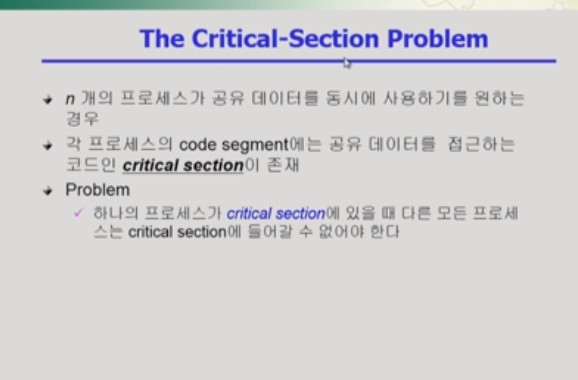 The Critical-Section Problem
n 개의 프로세스가 공유 데이터를 동시에 사용하기를 원하는
경우
각 프로세스의 code segment에는 공유 데이터를 접근하는
코드인 critical section이 존재
Problem
하나의 프로세스가 critical section에 있을 때 다른 모든 프로세
스는 critical section에 들어갈 수 없어야 한다